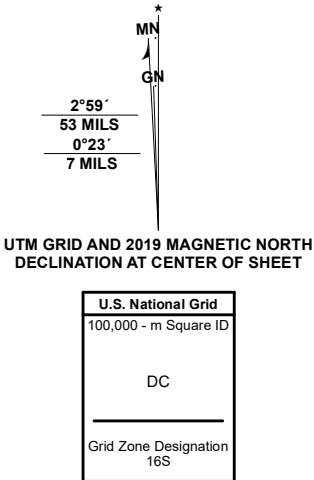 MN
GN
2°59´
53 MILS
0°23´
7 MILS
UTM GRID AND 2019 MAGNETIC NORTH
DECLINATION AT CENTER OF SHEET
U.S. National Grid
100,000 - m Square ID
DC
Grid Zone Designation
16S